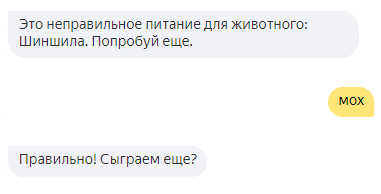 Это неправильное питание для животного:
Шиншила. Попробуй еще.
мох
Правильно! Сыграем еще?